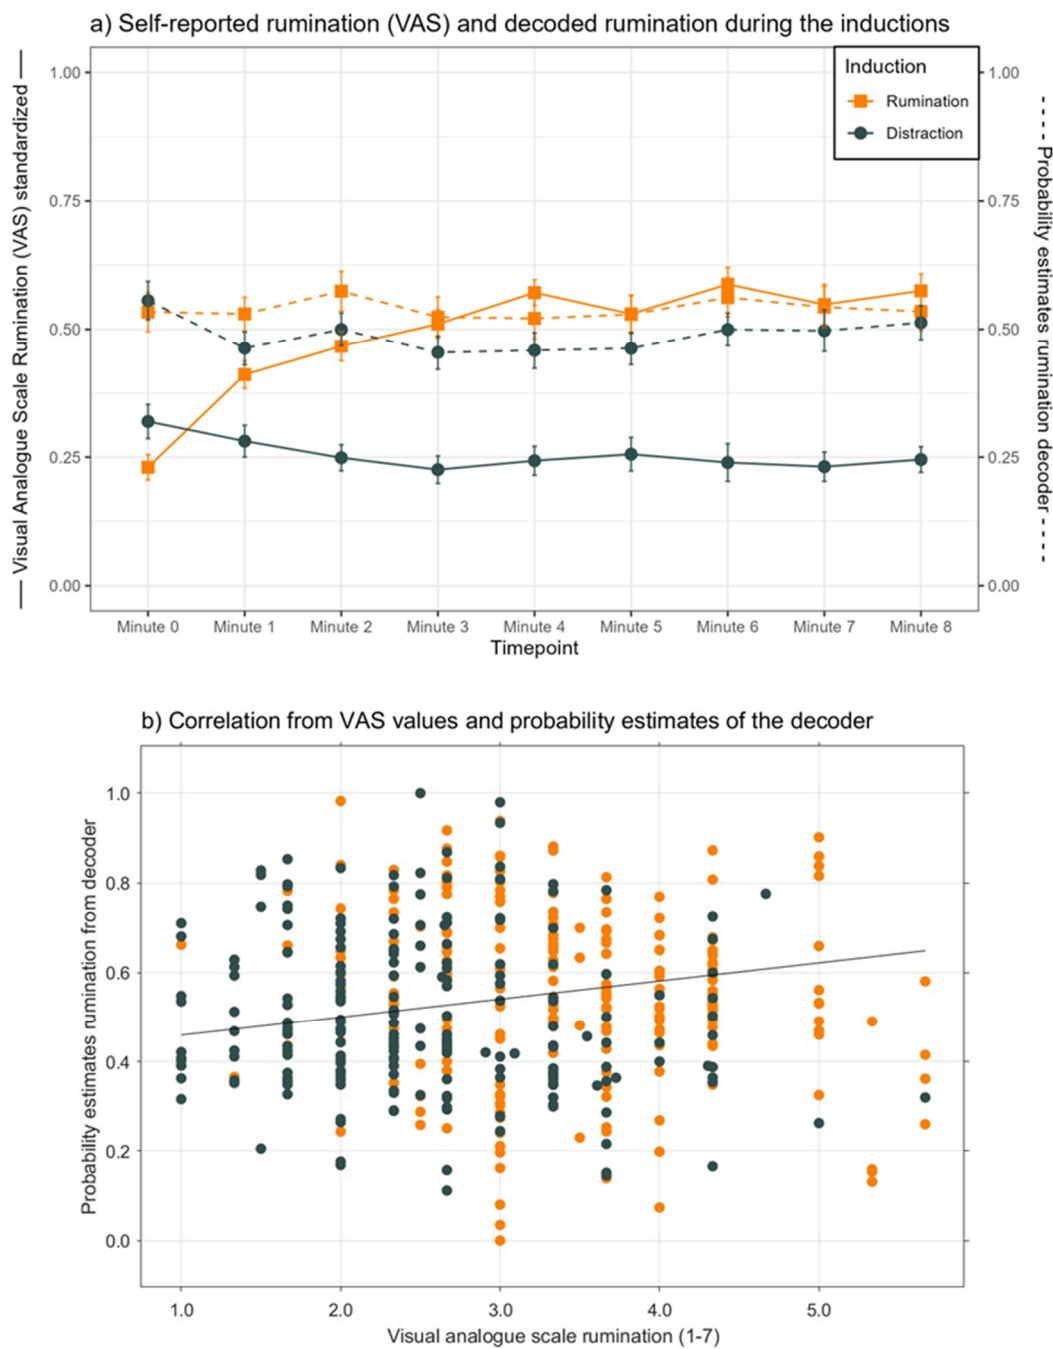 a) Self-reported rumination (VAS) and decoded rumination during the inductions
Visual Analogue Scale Rumination (VAS) standardized
1.00
0.75
0.50
0.25
0.00
Induction
Rumination
Distraction
1.00
0.75
0.50
0.25
0.00
Probability estimates rumination decoder
Minute 0 Minute 1 Minute 2 Minute 3 Minute 4 Minute 5 Minute 6 Minute 7 Minute 8
Timepoint
b) Correlation from VAS values and probability estimates of the decoder
Probability estimates rumination from decoder
1.0
0.8
0.6
0.4
0.2
0.0
1.0 2.0 3.0 4.0 5.0
Visual analogue scale rumination (1-7)